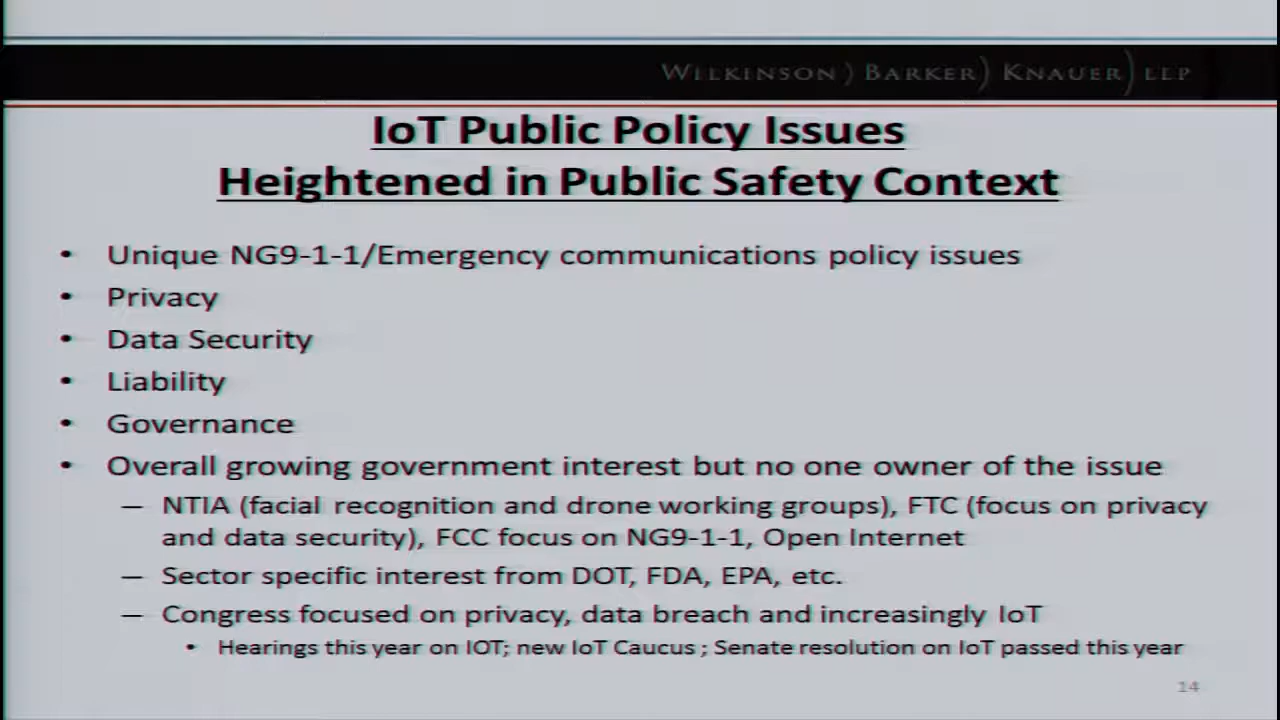 WILKINSON ) BARKER ) KNAUER ) LLP
IoT Public Policy Issues
Heightened in Public Safety Context
• Unique NG9-1-1/Emergency communications policy issues
• Privacy
• Data Security
• Liability
• Governance
• Overall growing government interest but no one owner of the issue
— NTIA (facial recognition and drone working groups), FTC (focus on privacy
and data security), FCC focus on NG9-1-1, Open Internet
— Sector specific interest from DOT, FDA, EPA, etc.
— Congress focused on privacy, data breach and increasingly IoT
• Hearings this year on IOT; new IoT Caucus ; Senate resolution on IoT passed this year
14